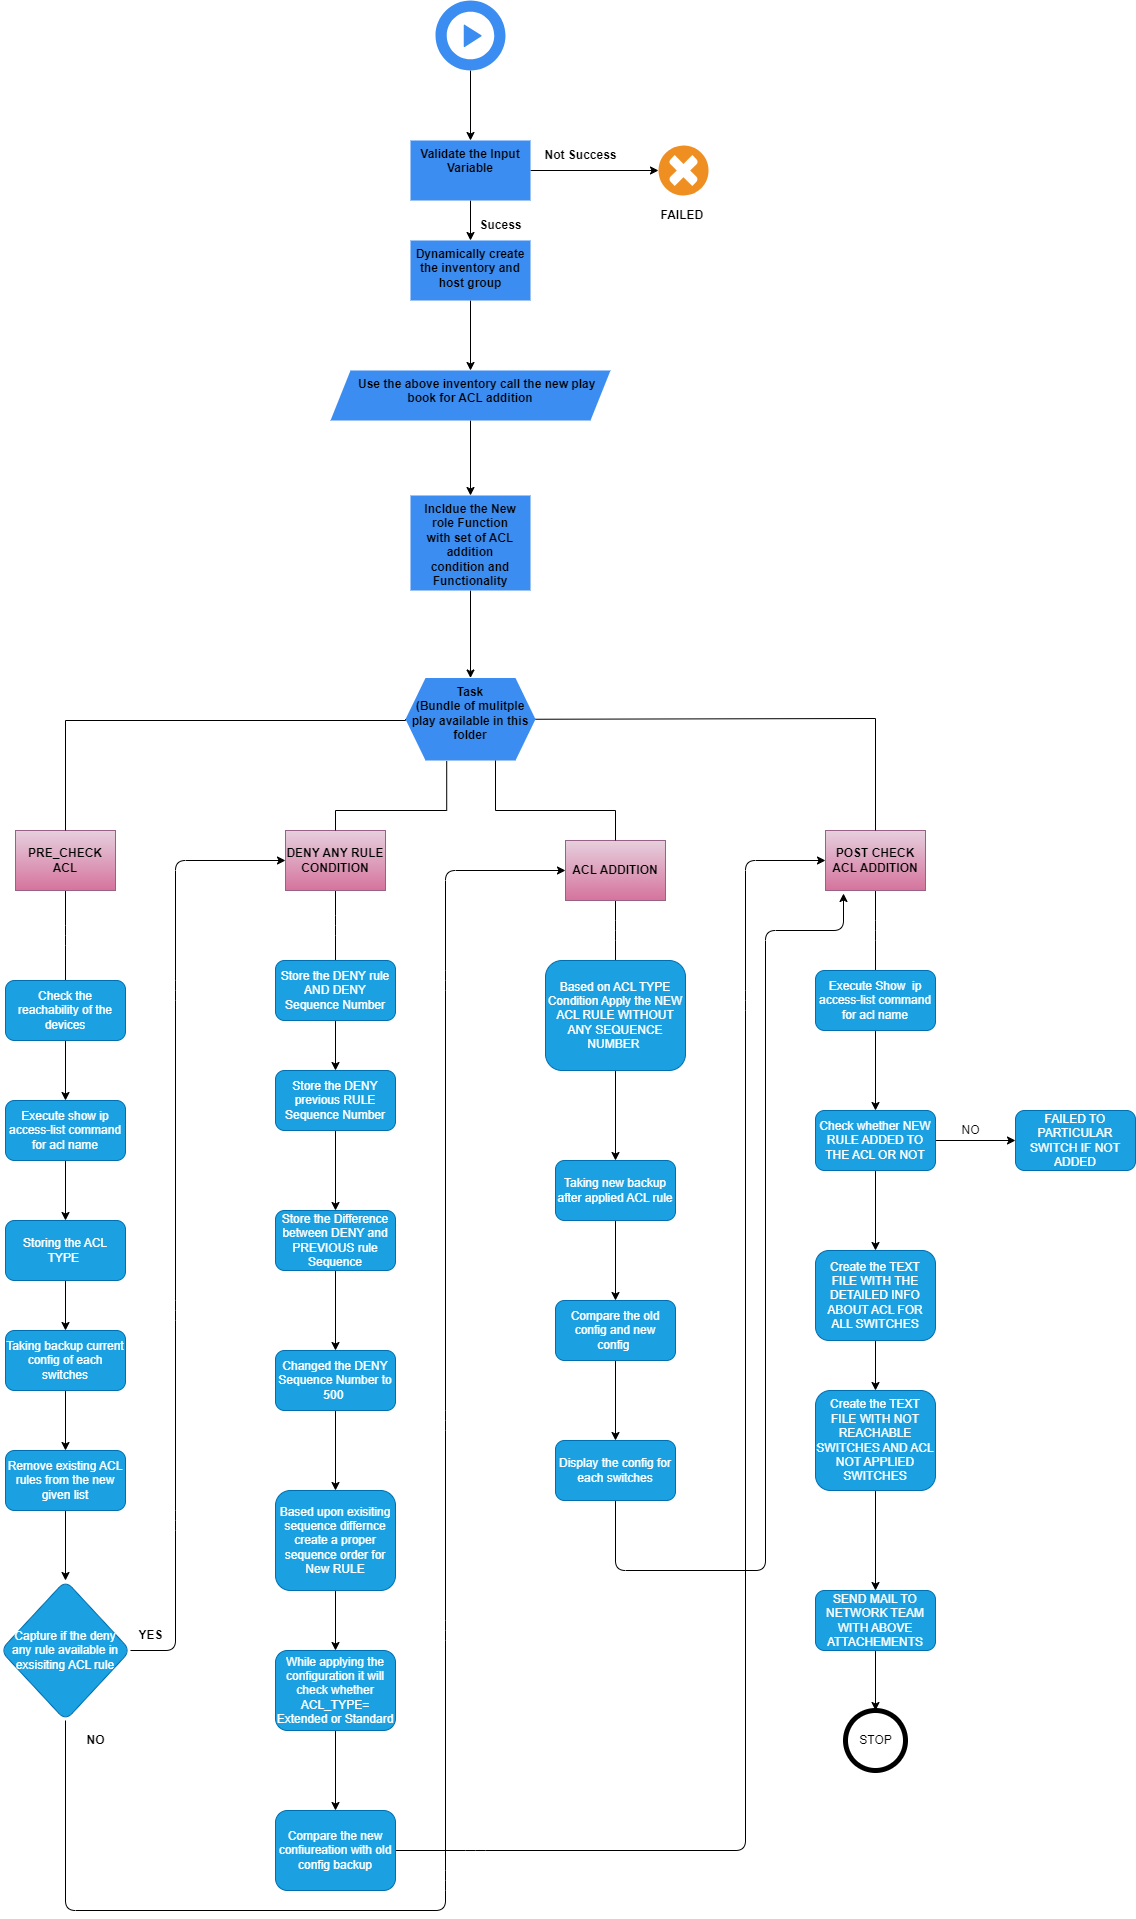 Validate the Input
Variable
Not Success
FAILED
Sucess
Dynamically create
the inventory and
host group
Use the above inventory call the new play
book for ACL addition
Incldue the New
role Function
with set of ACL
addition
condition and
Functionality
Task
(Bundle of mulitple
play available in this
folder
PRE_CHECK
ACL
Check the
reachability of the
devices
Execute show ip
access-list command
for acl name
Storing the ACL
TYPE
Taking backup current
config of each
switches
Remove existing ACL
rules from the new
given list
Capture if the deny
any rule available in
exsisiting ACL rule
YES
NO
DENY ANY RULE
CONDITION
Store the DENY rule
AND DENY
Sequence Number
Store the DENY
previous RULE
Sequence Number
Store the Difference
between DENY and
PREVIOUS rule
Sequence
Changed the DENY
Sequence Number to
500
Based upon exisiting
sequence differnce
create a proper
sequence order for
New RULE
While applying the
configuration it will
check whether
ACL_TYPE=
Extended or Standard
Compare the new
confiureation with old
config backup
ACL ADDITION
Based on ACL TYPE
Condition Apply the NEW
ACL RULE WITHOUT
ANY SEQUENCE
NUMBER
Taking new backup
after applied ACL rule
Compare the old
config and new
config
Display the config for
each switches
POST CHECK
ACL ADDITION
Execute Show  ip
access-list command
for acl name
Check whether NEW
RULE ADDED TO
THE ACL OR NOT
NO
FAILED TO
PARTICULAR
SWITCH IF NOT
ADDED
Create the TEXT
FILE WITH THE
DETAILED INFO
ABOUT ACL FOR
ALL SWITCHES
Create the TEXT
FILE WITH NOT
REACHABLE
SWITCHES AND ACL
NOT APPLIED
SWITCHES
SEND MAIL TO
NETWORK TEAM
WITH ABOVE
ATTACHEMENTS
STOP